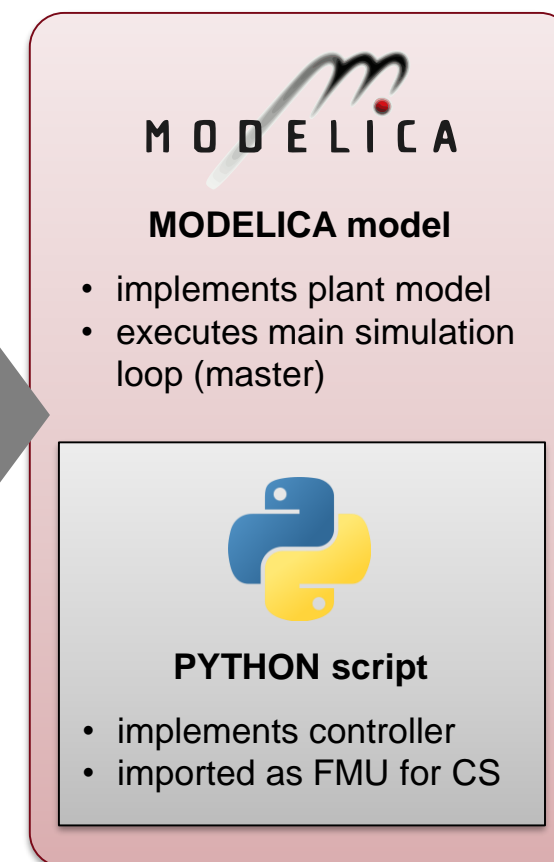 MODELICA
MODELICA model
• implements plant model
• executes main simulation
loop (master)
PYTHON script
• implements controller
• imported as FMU for CS